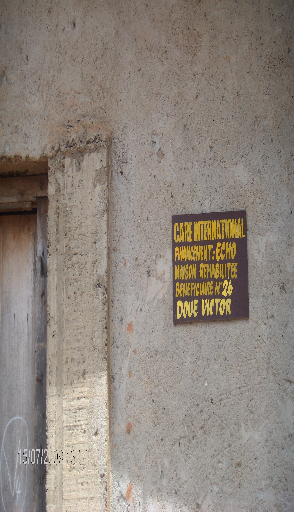 CARE INTERNATIONAL
FINANCEMENT: ECHO
MAISON REHABILITEE
BENEFICIAIRE N° 26
DOUE VICTOR